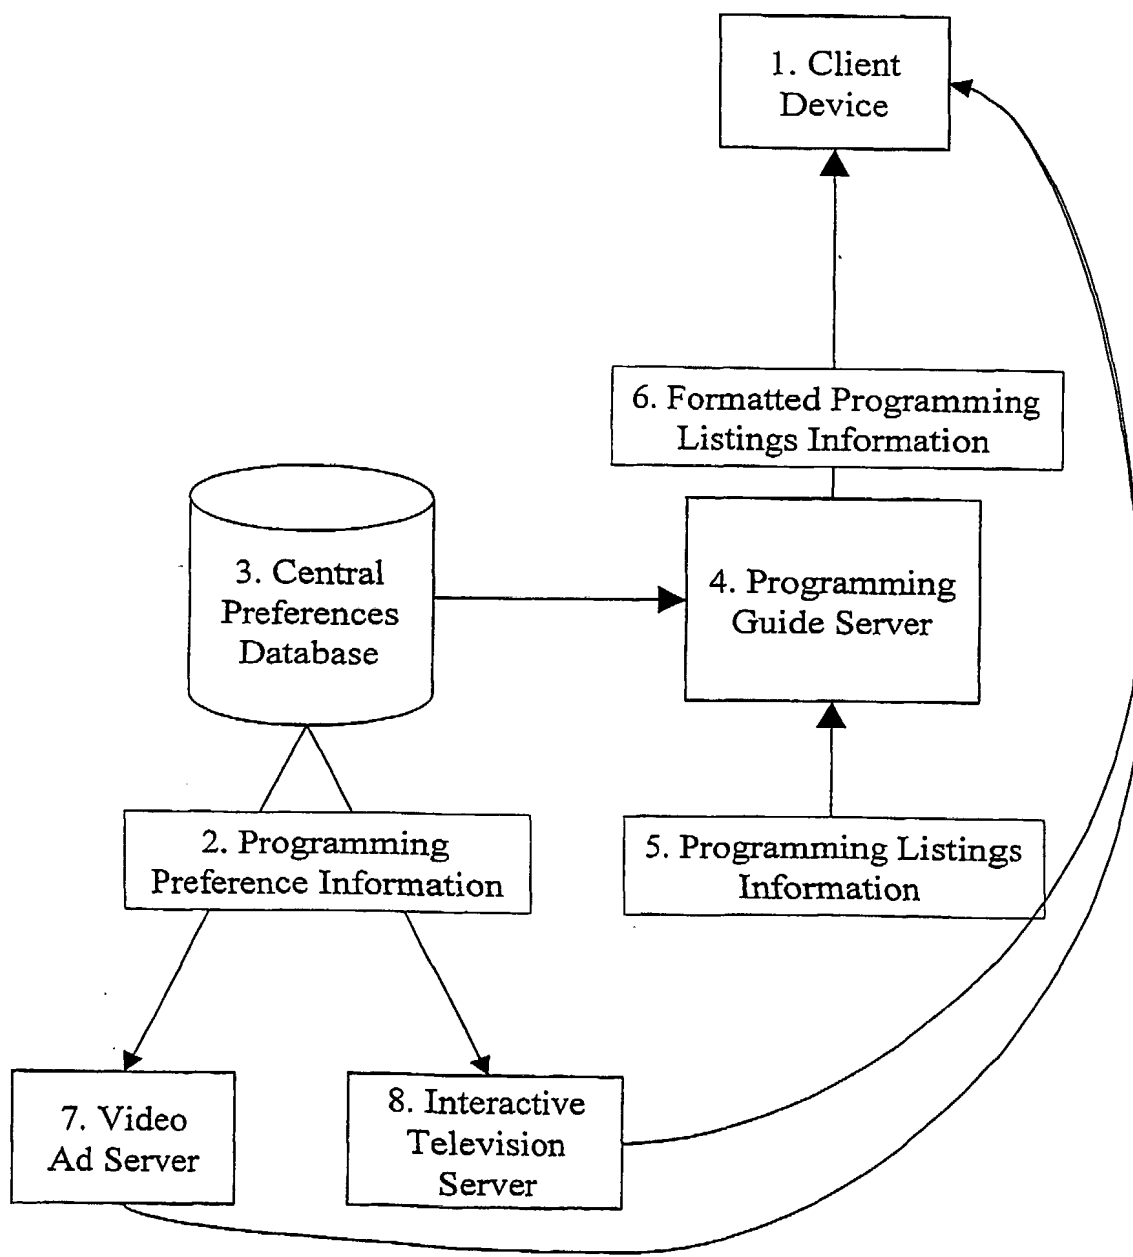 1. Client
Device
6. Formatted Programming
Listings Information
3. Central
Preferences
Database
4. Programming
Guide Server
2. Programming
Preference Information
5. Programming Listings
Information
7. Video
Ad Server
8. Interactive
Television
Server